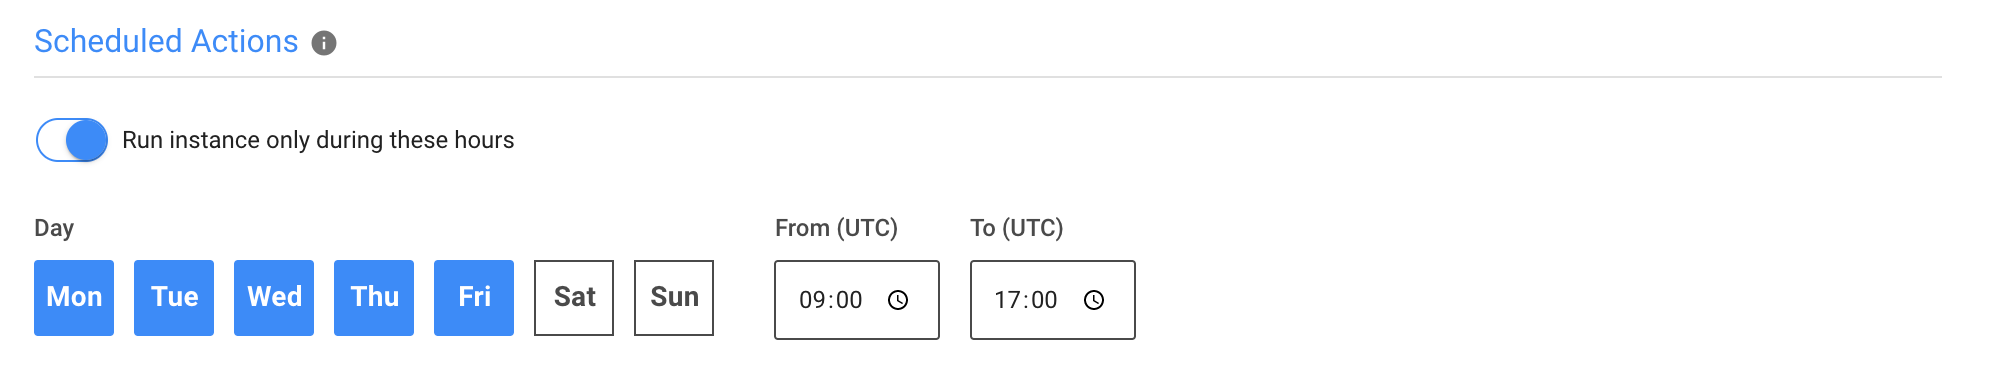 Scheduled Actions
Run instance only during these hours
Day From (UTC) To (UTC)
Mon Tue Wed Thu Fri Sat Sun 09:00 17:00